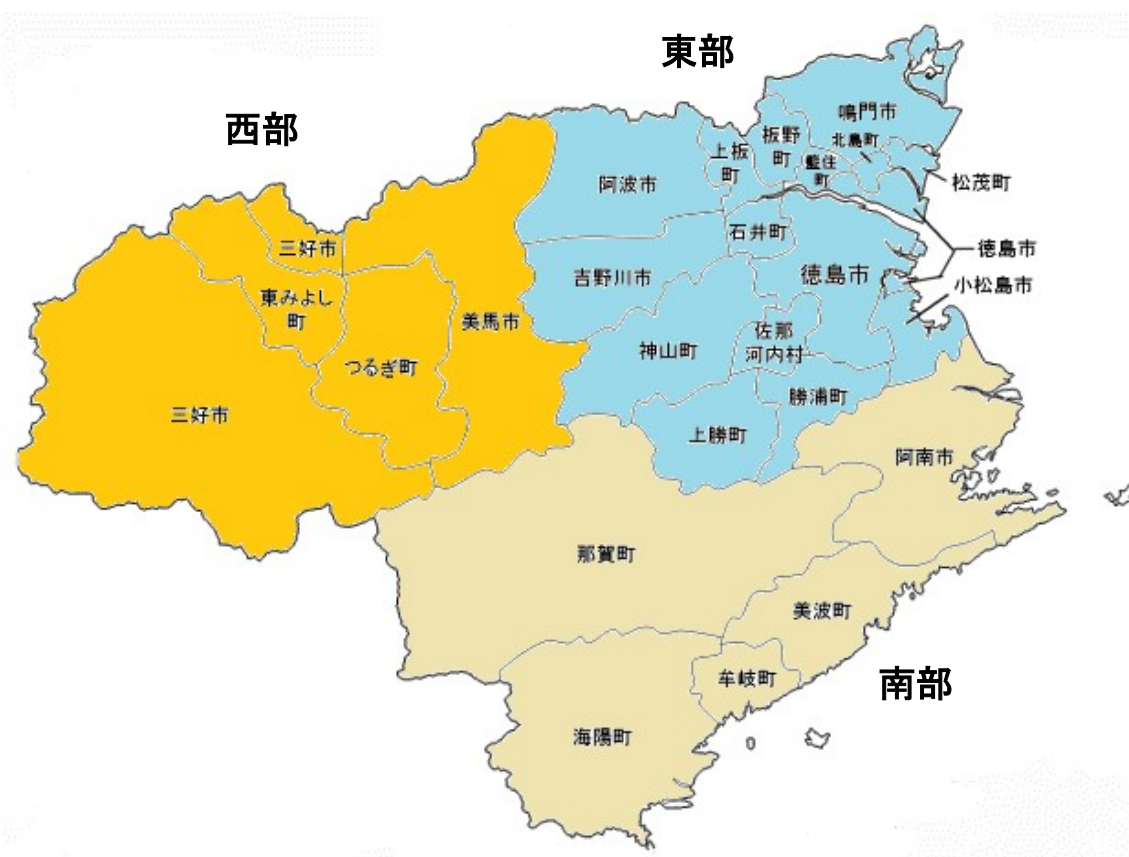 東部
西部
鳴門市
北島町
板野
町
上板
町
藍住
町
阿波市
松茂町
石井町
三好市
徳島市
徳島市
吉野川市
小松島市
東みよし
町
美馬市
佐那
河内村
神山町
つるぎ町
勝浦町
三好市
上勝町
阿南市
那賀町
美波町
牟岐町
南部
海陽町